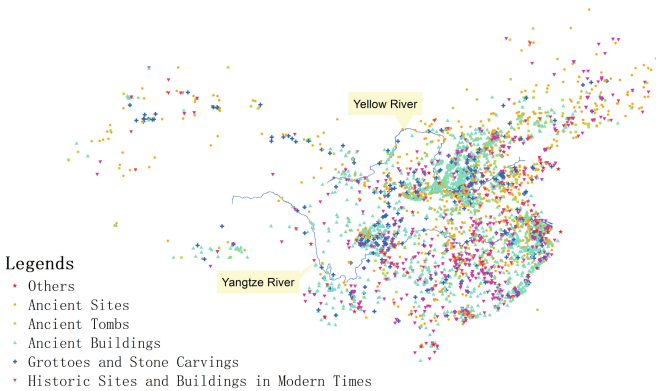 Yellow River
Yangtze River
Legends
Others
Ancient Sites
Ancient Tombs
Ancient Buildings
Grottoes and Stone Carvings
Historic Sites and Buildings in Modern Times